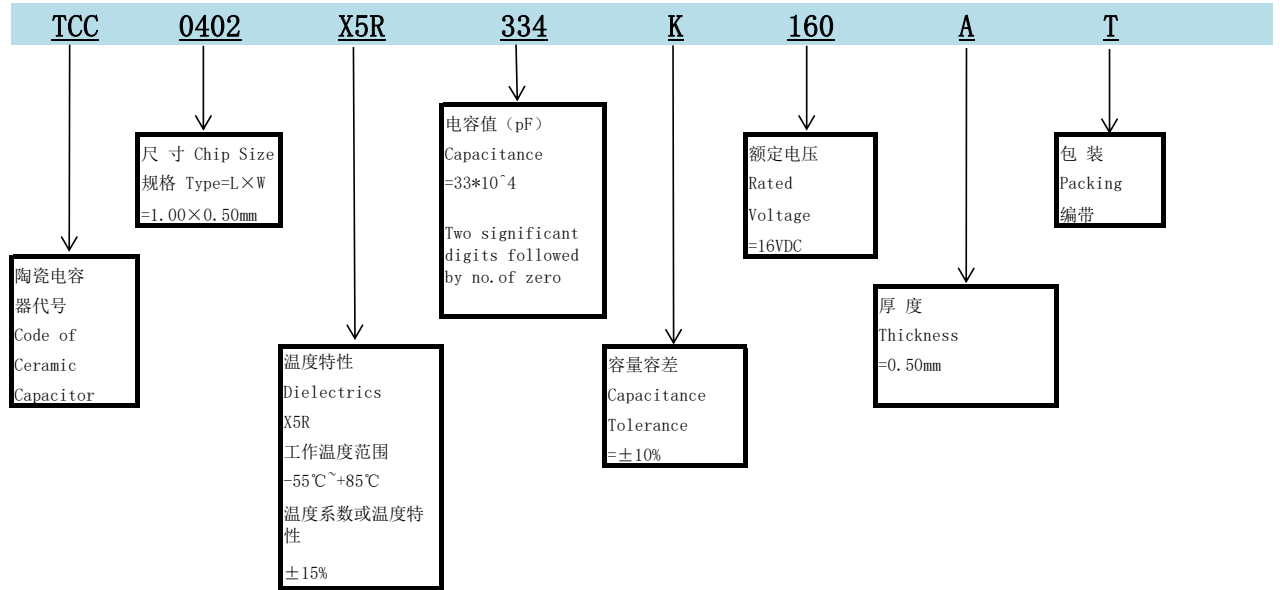 TCC 0402 X5R 334 K 160 A T
陶瓷电容
器代号
Code of
Ceramic
Capacitor
尺 寸 Chip Size
规格 Type=L×W
=1.00×0.50mm
温度特性
Dielectrics
X5R
工作温度范围
-55℃~+85℃
温度系数或温度特
性
±15%
电容值（pF）
Capacitance
=33*10^4
Two significant
digits followed
by no.of zero
容量容差
Capacitance
Tolerance
=±10%
额定电压
Rated
Voltage
=16VDC
厚 度
Thickness
=0.50mm
包 装
Packing
编带